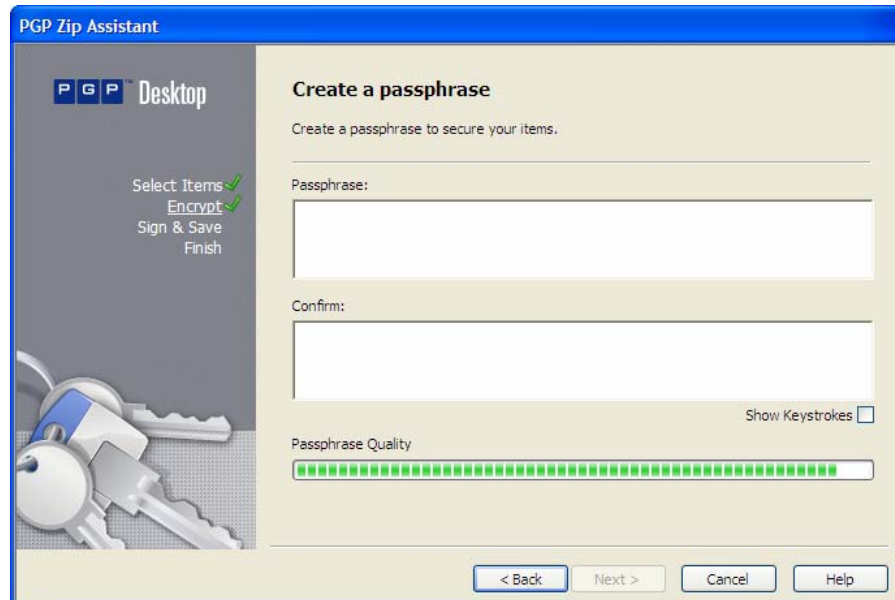 PGP Zip Assistant
PGP™ Desktop
Select Items
Encrypt
Sign & Save
Finish
Create a passphrase
Create a passphrase to secure your items.
Passphrase:
Confirm:
Show Keystrokes
Passphrase Quality
< Back
Next >
Cancel
Help